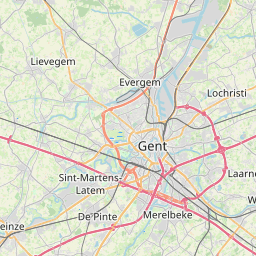 Lievegem
Evergem
Lochristi
Gent
Sint-Martens-
Latem
Laarne
De Pinte
Merelbeke